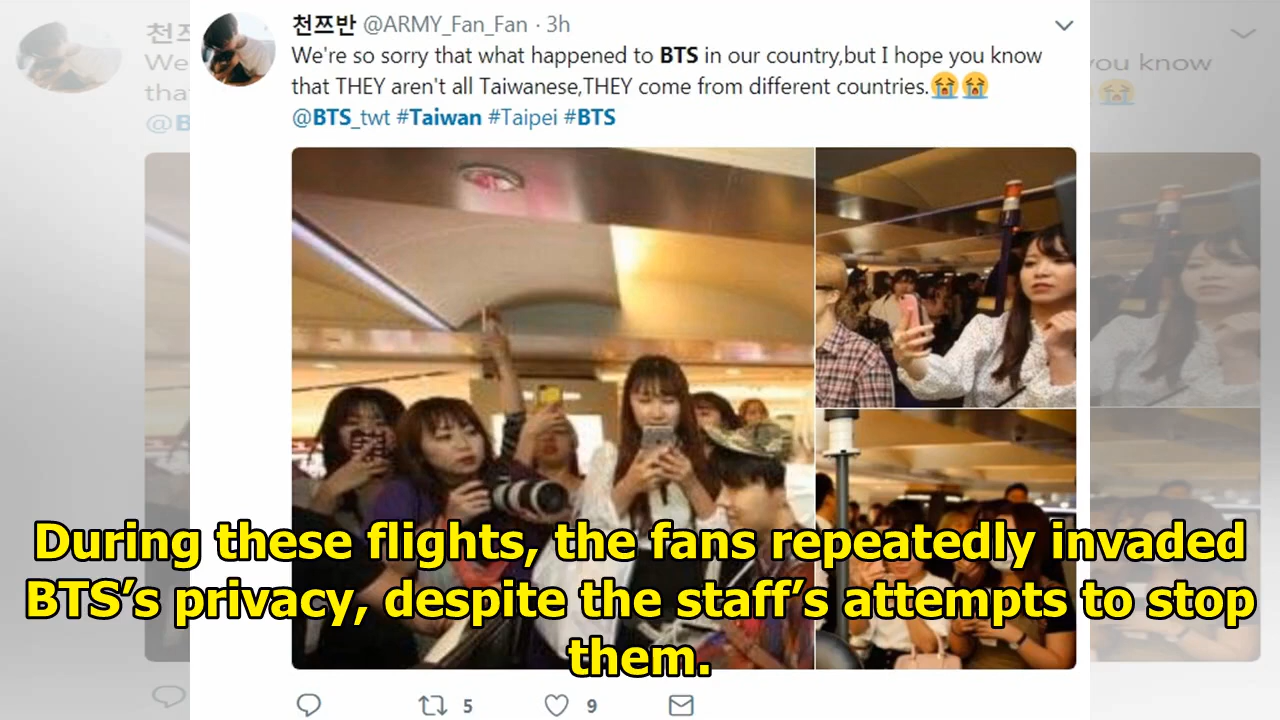 천쯔반 @ARMY_Fan_Fan · 3h
We're so sorry that what happened to BTS in our country,but I hope you know
that THEY aren't all Taiwanese,THEY come from different countries.😭😭
@BTS_twt #Taiwan #Taipei #BTS
During these flights, the fans repeatedly invaded
BTS’s privacy, despite the staff’s attempts to stop
them.
5
9